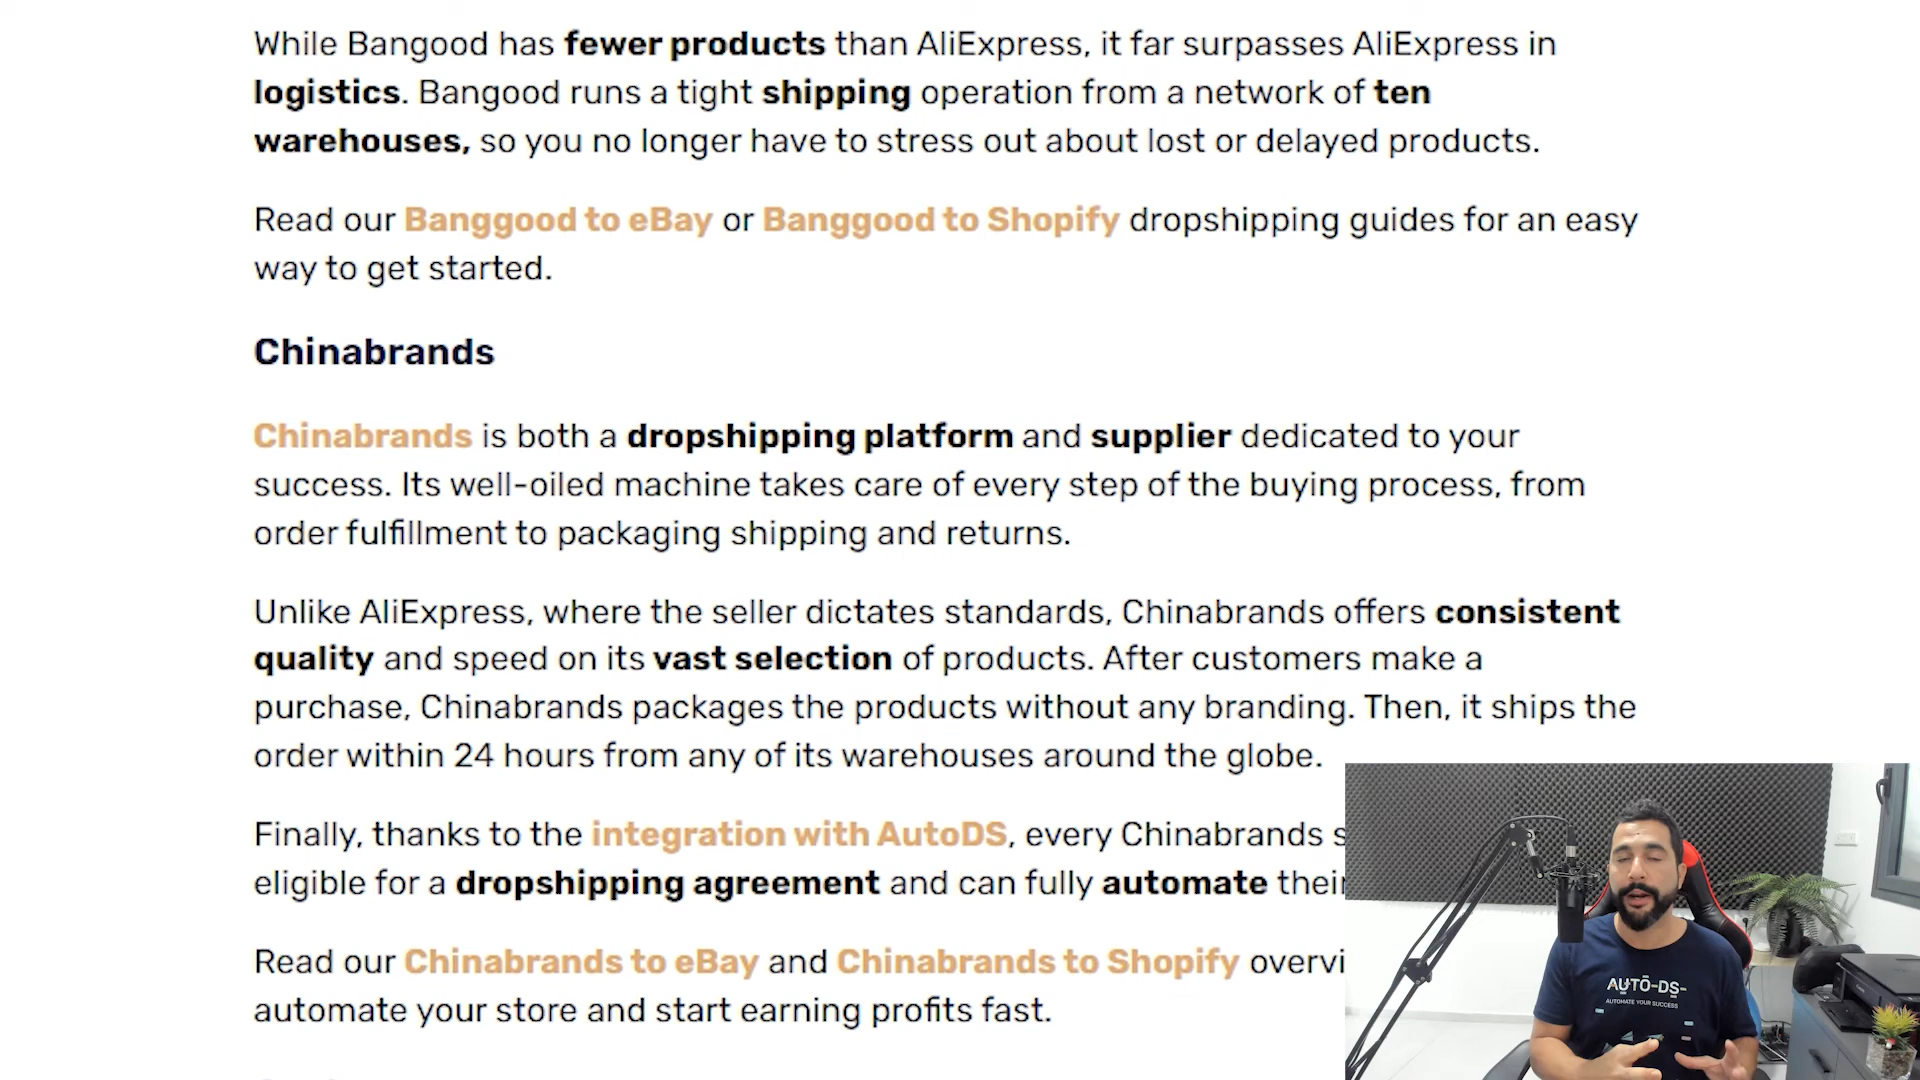 While Bangood has fewer products than AliExpress, it far surpasses AliExpress in
logistics. Bangood runs a tight shipping operation from a network of ten
warehouses, so you no longer have to stress out about lost or delayed products.
Read our Banggood to eBay or Banggood to Shopify dropshipping guides for an easy
way to get started.
Chinabrands
Chinabrands is both a dropshipping platform and supplier dedicated to your
success. Its well-oiled machine takes care of every step of the buying process, from
order fulfillment to packaging shipping and returns.
Unlike AliExpress, where the seller dictates standards, Chinabrands offers consistent
quality and speed on its vast selection of products. After customers make a
purchase, Chinabrands packages the products without any branding. Then, it ships the
order within 24 hours from any of its warehouses around the globe.
Finally, thanks to the integration with AutoDS, every Chinabrands s
eligible for a dropshipping agreement and can fully automate their
Read our Chinabrands to eBay and Chinabrands to Shopify overvi
automate your store and start earning profits fast.
AUTO-DS-
AUTOMATE YOUR SUCCESS